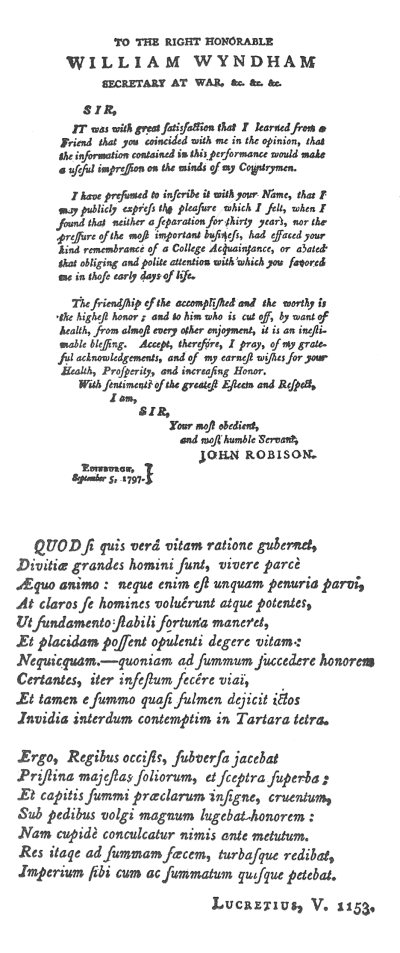 TO THE RIGHT HONORABLE
WILLIAM WYNDHAM
SECRETARY AT WAR, &c. &c. &c.
SIR,
IT was with great ſatisfaction that I learned from a
Friend that you coincided with me in the opinion, that
the information contained in this performance would make
a uſeful impreſſion on the minds of my Countrymen.
I have preſumed to inſcribe it with your Name, that I
may publicly expreſs the pleaſure which I felt, when I
found that neither a ſeparation for thirty years, nor the
preſſure of the moſt important buſineſs, had effaced your
kind remembrance of a College Acquaintance, or abated
that obliging and polite attention with which you favored
me in thoſe early days of life.
The friendſhip of the accompliſhed and the worthy is
the higheſt honor; and to him who is cut off, by want of
health, from almoſt every other enjoyment, it is an ineſti-
mable bleſſing. Accept, therefore, I pray, of my grate-
ful acknowledgements, and of my earneſt wiſhes for your
Health, Proſperity, and increaſing Honor.
With ſentiments of the greateſt Eſteem and Reſpect,
I am,
SIR,
Your moſt obedient,
and moſt humble Servant,
JOHN ROBISON.
EDINBURGH,
September 5, 1797.
QUOD ſi quis verâ vitam ratione gubernet,
Divitiæ grandes homini ſunt, vivere parcè
Æquo animo: neque enim eſt unquam penuria parvi,
At claros ſe homines voluérunt atque potentes,
Ut fundamento ſtabili fortuna maneret,
Et placidam poſſent opulenti degere vitam:
Nequicquam.—quoniam ad ſummum ſuccedere honorem
Certantes, iter infeſtum fecére viaï,
Et tamen e ſummo quaſi fulmen dejicit ictos
Invidia interdum contemptim in Tartara tetra.
Ergo, Regibus occiſis, ſubverſa jacebat
Priſtina majeſtas ſoliorum, et ſceptra ſuperba;
Et capitis ſummi præclarum inſigne, cruentum,
Sub pedibus volgi magnum lugebat honorem:
Nam cupidè conculcatur nimis ante metutum.
Res itaqe ad ſummam fæcem, turbaſque redibat,
Imperium ſibi cum ac ſummatum quiſque petebat.
LUCRETIUS, V. 1153.